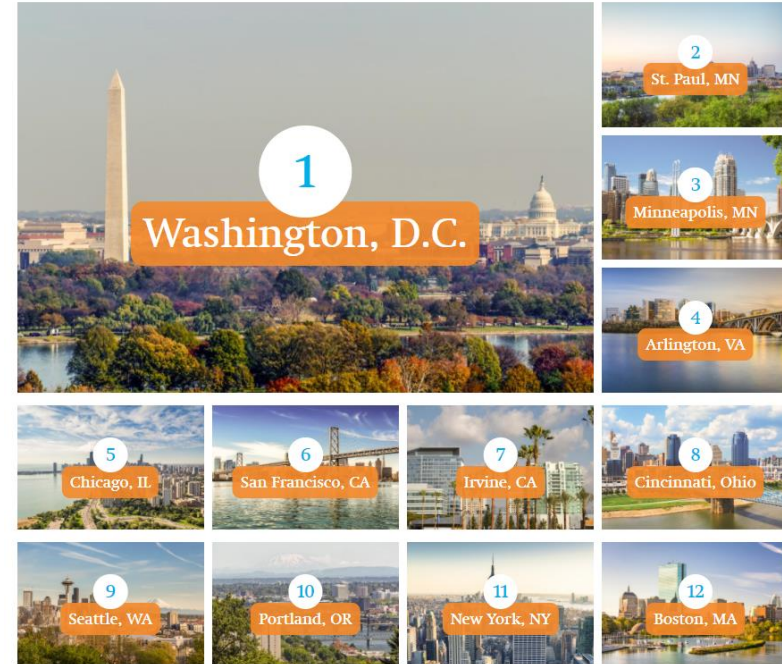 1
Washington, D.C.
2
St. Paul, MN
3
Minneapolis, MN
4
Arlington, VA
5
Chicago, IL
6
San Francisco, CA
7
Irvine, CA
8
Cincinnati, Ohio
9
Seattle, WA
10
Portland, OR
11
New York, NY
12
Boston, MA